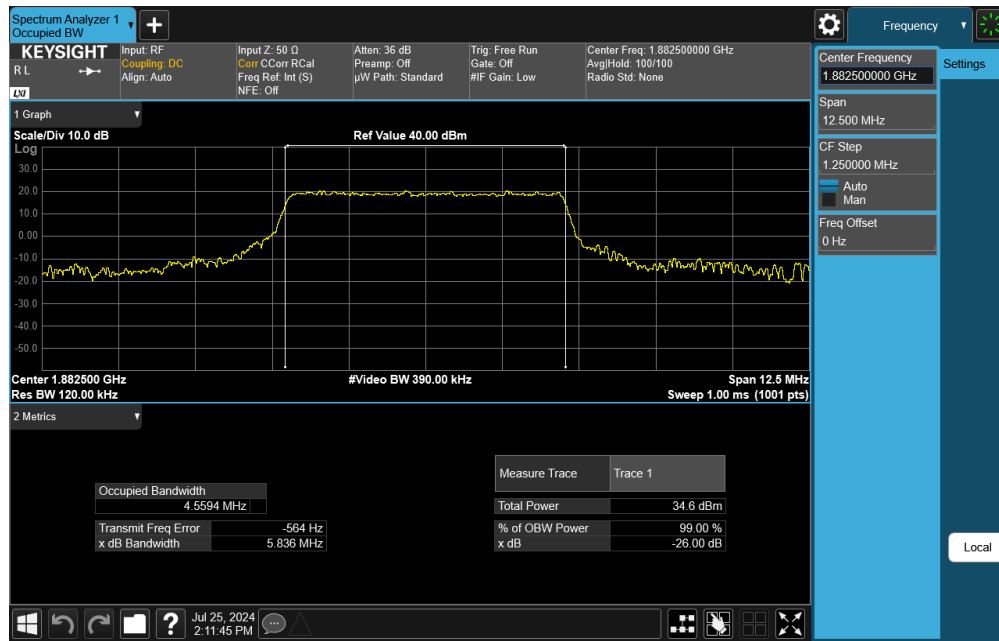 Spectrum Analyzer 1
Occupied BW
Frequency
KEYSIGHT
R L
LXI
Input: RF
Coupling: DC
Align: Auto
Input Z: 50 Ω
Corr CCorr RCal
Freq Ref: Int (S)
NFE: Off
Atten: 36 dB
Preamp: Off
µW Path: Standard
Trig: Free Run
Gate: Off
#IF Gain: Low
Center Freq: 1.882500000 GHz
Avg|Hold: 100/100
Radio Std: None
Center Frequency
1.882500000 GHz
Settings
Span
12.500 MHz
CF Step
1.250000 MHz
Auto
Man
Freq Offset
0 Hz
1 Graph
Scale/Div 10.0 dB
Ref Value 40.00 dBm
Log
30.0
20.0
10.0
0.00
-10.0
-20.0
-30.0
-40.0
-50.0
Center 1.882500 GHz
#Video BW 390.00 kHz
Span 12.5 MHz
Res BW 120.00 kHz
Sweep 1.00 ms (1001 pts)
2 Metrics
Measure Trace
Trace 1
Occupied Bandwidth
4.5594 MHz
Total Power
34.6 dBm
Transmit Freq Error
-564 Hz
% of OBW Power
99.00 %
x dB Bandwidth
5.836 MHz
x dB
-26.00 dB
Local
?
Jul 25, 2024
2:11:45 PM